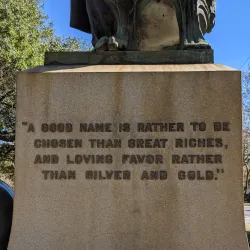 "A GOOD NAME IS RATHER TO BE
CHOSEN THAN GREAT RICHES,
AND LOVING FAVOR RATHER
THAN SILVER AND GOLD."